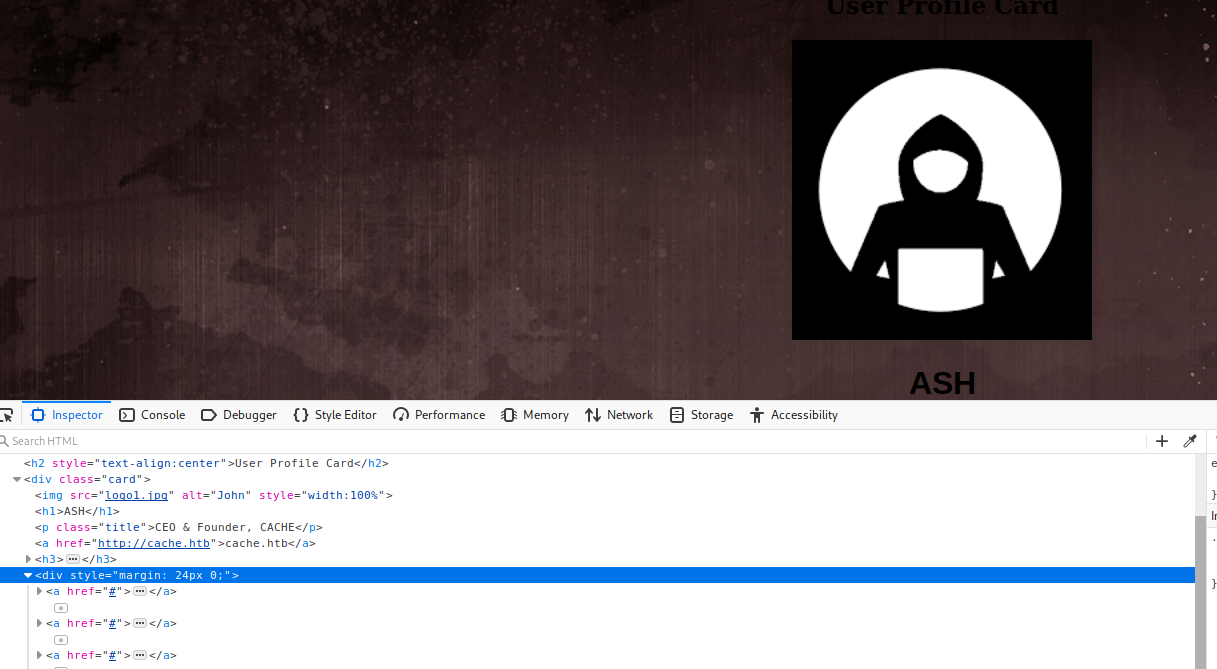 User Profile Card
ASH
Inspector Console Debugger Style Editor Performance Memory Network Storage Accessibility
Search HTML
<h2 style="text-align:center">User Profile Card</h2>
<div class="card">
<img src="logo1.jpg" alt="John" style="width:100%">
<h1>ASH</h1>
<p class="title">CEO & Founder, CACHE</p>
<a href="http://cache.htb">cache.htb</a>
<h3>⋯</h3>
<div style="margin: 24px 0;">
<a href="#">⋯</a>
<a href="#">⋯</a>
<a href="#">⋯</a>